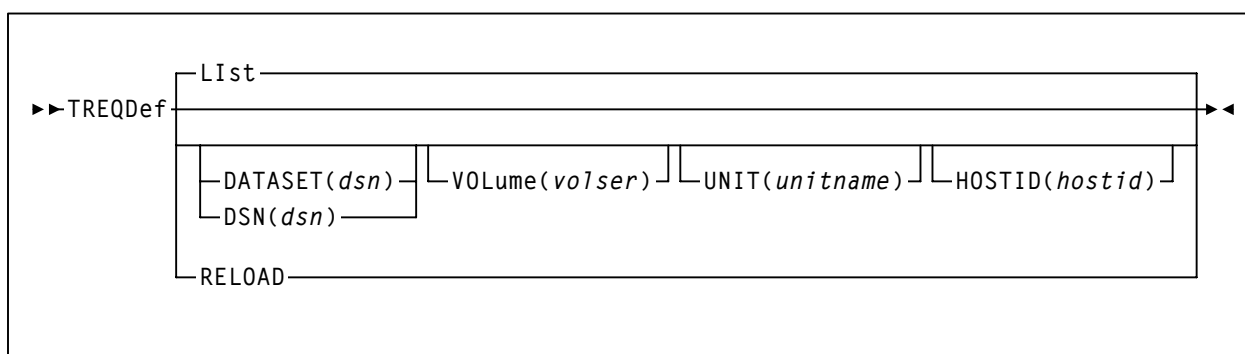 LIst
TREQDef
DATASET(dsn) VOLume(volser) UNIT(unitname) HOSTID(hostid)
DSN(dsn)
RELOAD